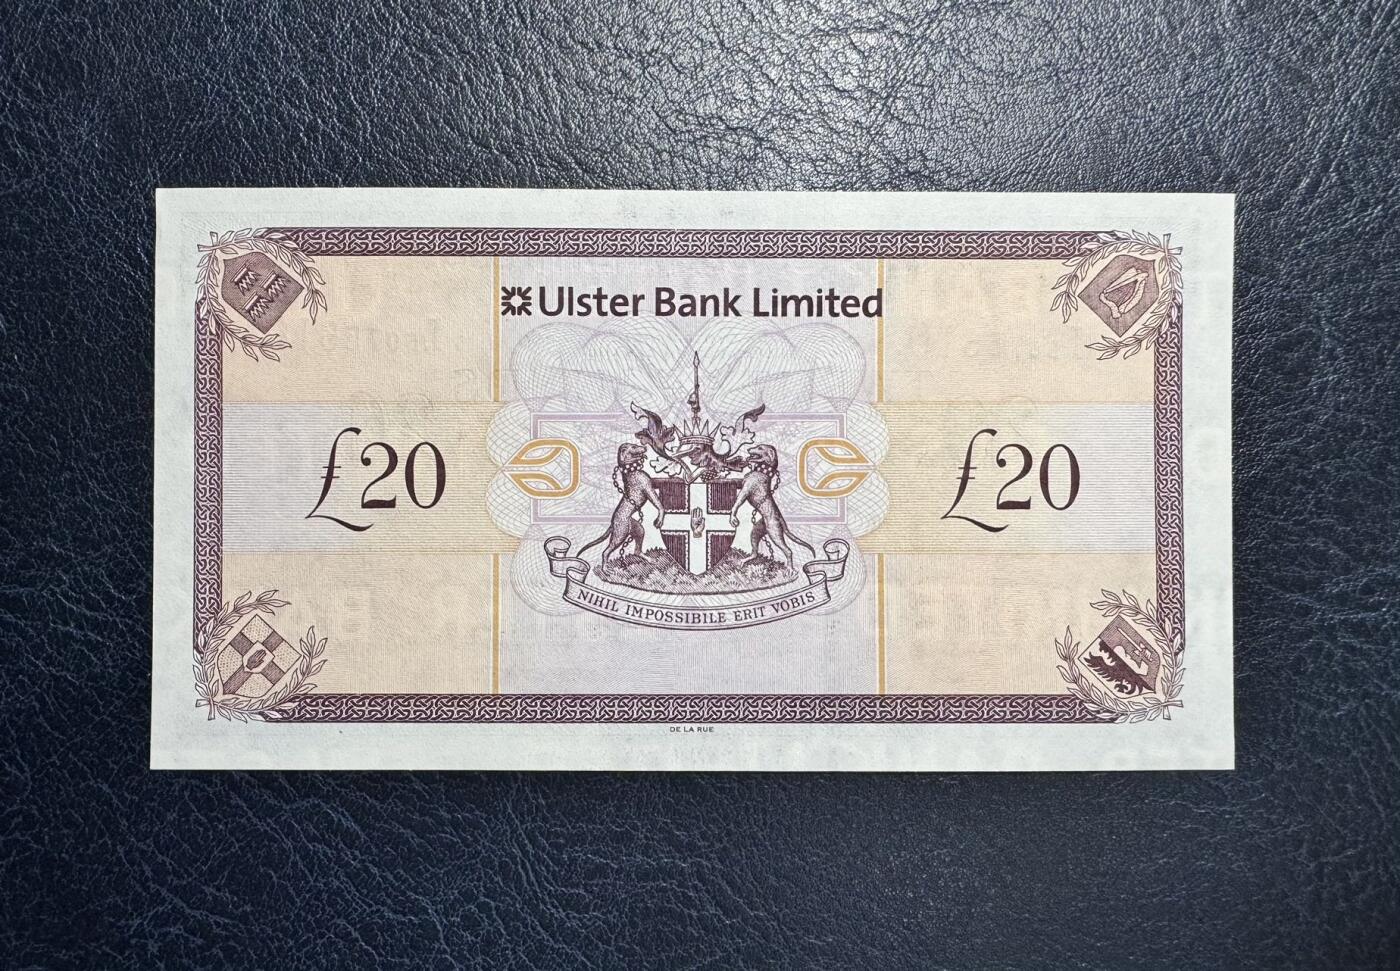 Ulster Bank Limited
£20
£20
NIHIL IMPOSSIBILE ERIT VOBIS
DE LA RUE